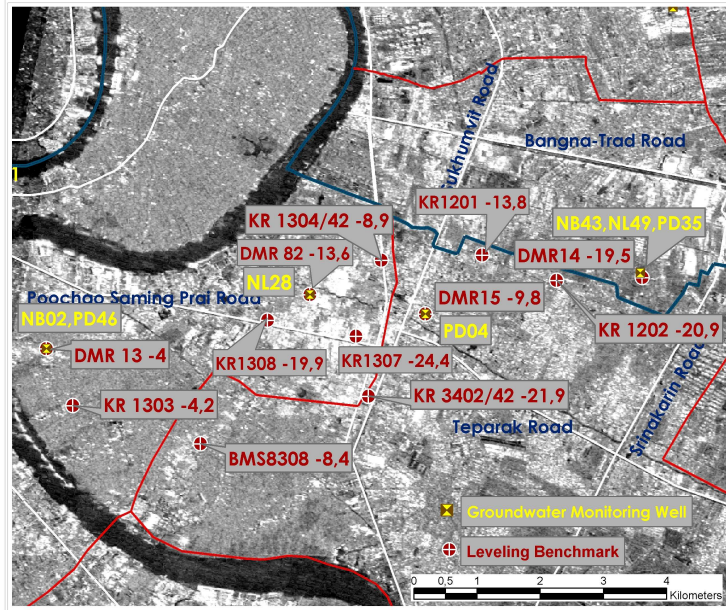 Sukhumvit Road
Bangna-Trad Road
1
KR1201 -13,8
KR 1304/42 -8,9
NB43,NL49,PD35
DMR 82 -13,6
DMR14 -19,5
NL28
Poochao Saming Prai Road
DMR15 -9,8
NB02,PD46
PD04
KR 1202 -20,9
DMR 13 -4
KR1308 -19,9
KR1307 -24,4
KR 1303 -4,2
KR 3402/42 -21,9
Srinakarin Road
Teparak Road
BMS8308 -8,4
Groundwater Monitoring Well
Leveling Benchmark
0 0,5 1 2 3 4
Kilometers